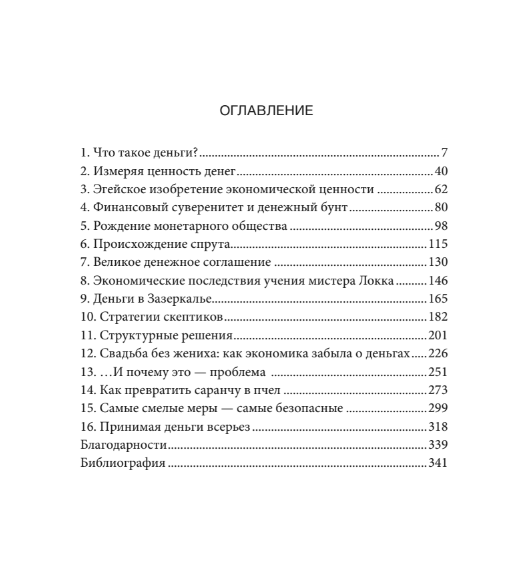 ОГЛАВЛЕНИЕ
1. Что такое деньги?........................................................................ 7
2. Измеряя ценность денег............................................................ 40
3. Эгейское изобретение экономической ценности .................. 62
4. Финансовый суверенитет и денежный бунт.......................... 80
5. Рождение монетарного общества ........................................... 98
6. Происхождение спрута............................................................ 115
7. Великое денежное соглашение ............................................... 130
8. Экономические последствия учения мистера Локка.......... 146
9. Деньги в Зазеркалье................................................................. 165
10. Стратегии скептиков.............................................................. 182
11. Структурные решения........................................................... 201
12. Свадьба без жениха: как экономика забыла о деньгах..... 226
13. …И почему это — проблема ................................................. 251
14. Как превратить саранчу в пчел ............................................ 273
15. Самые смелые меры — самые безопасные ......................... 299
16. Принимая деньги всерьез..................................................... 318
Благодарности.............................................................................. 339
Библиография .............................................................................. 341